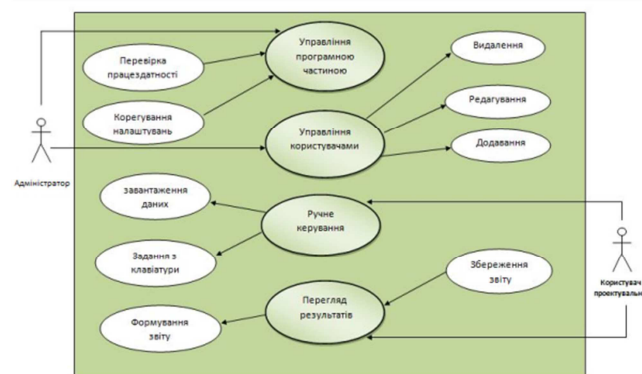 Управління
програмною
частиною
Видалення
Перевірка
працездатності
Редагування
Корегування
налаштувань
Управління
користувачами
Додавання
Адміністратор
завантаження
даних
Ручне
керування
Задання з
клавіатури
Збереження
звіту
Користувач
Перегляд
результатів
Формування
звіту